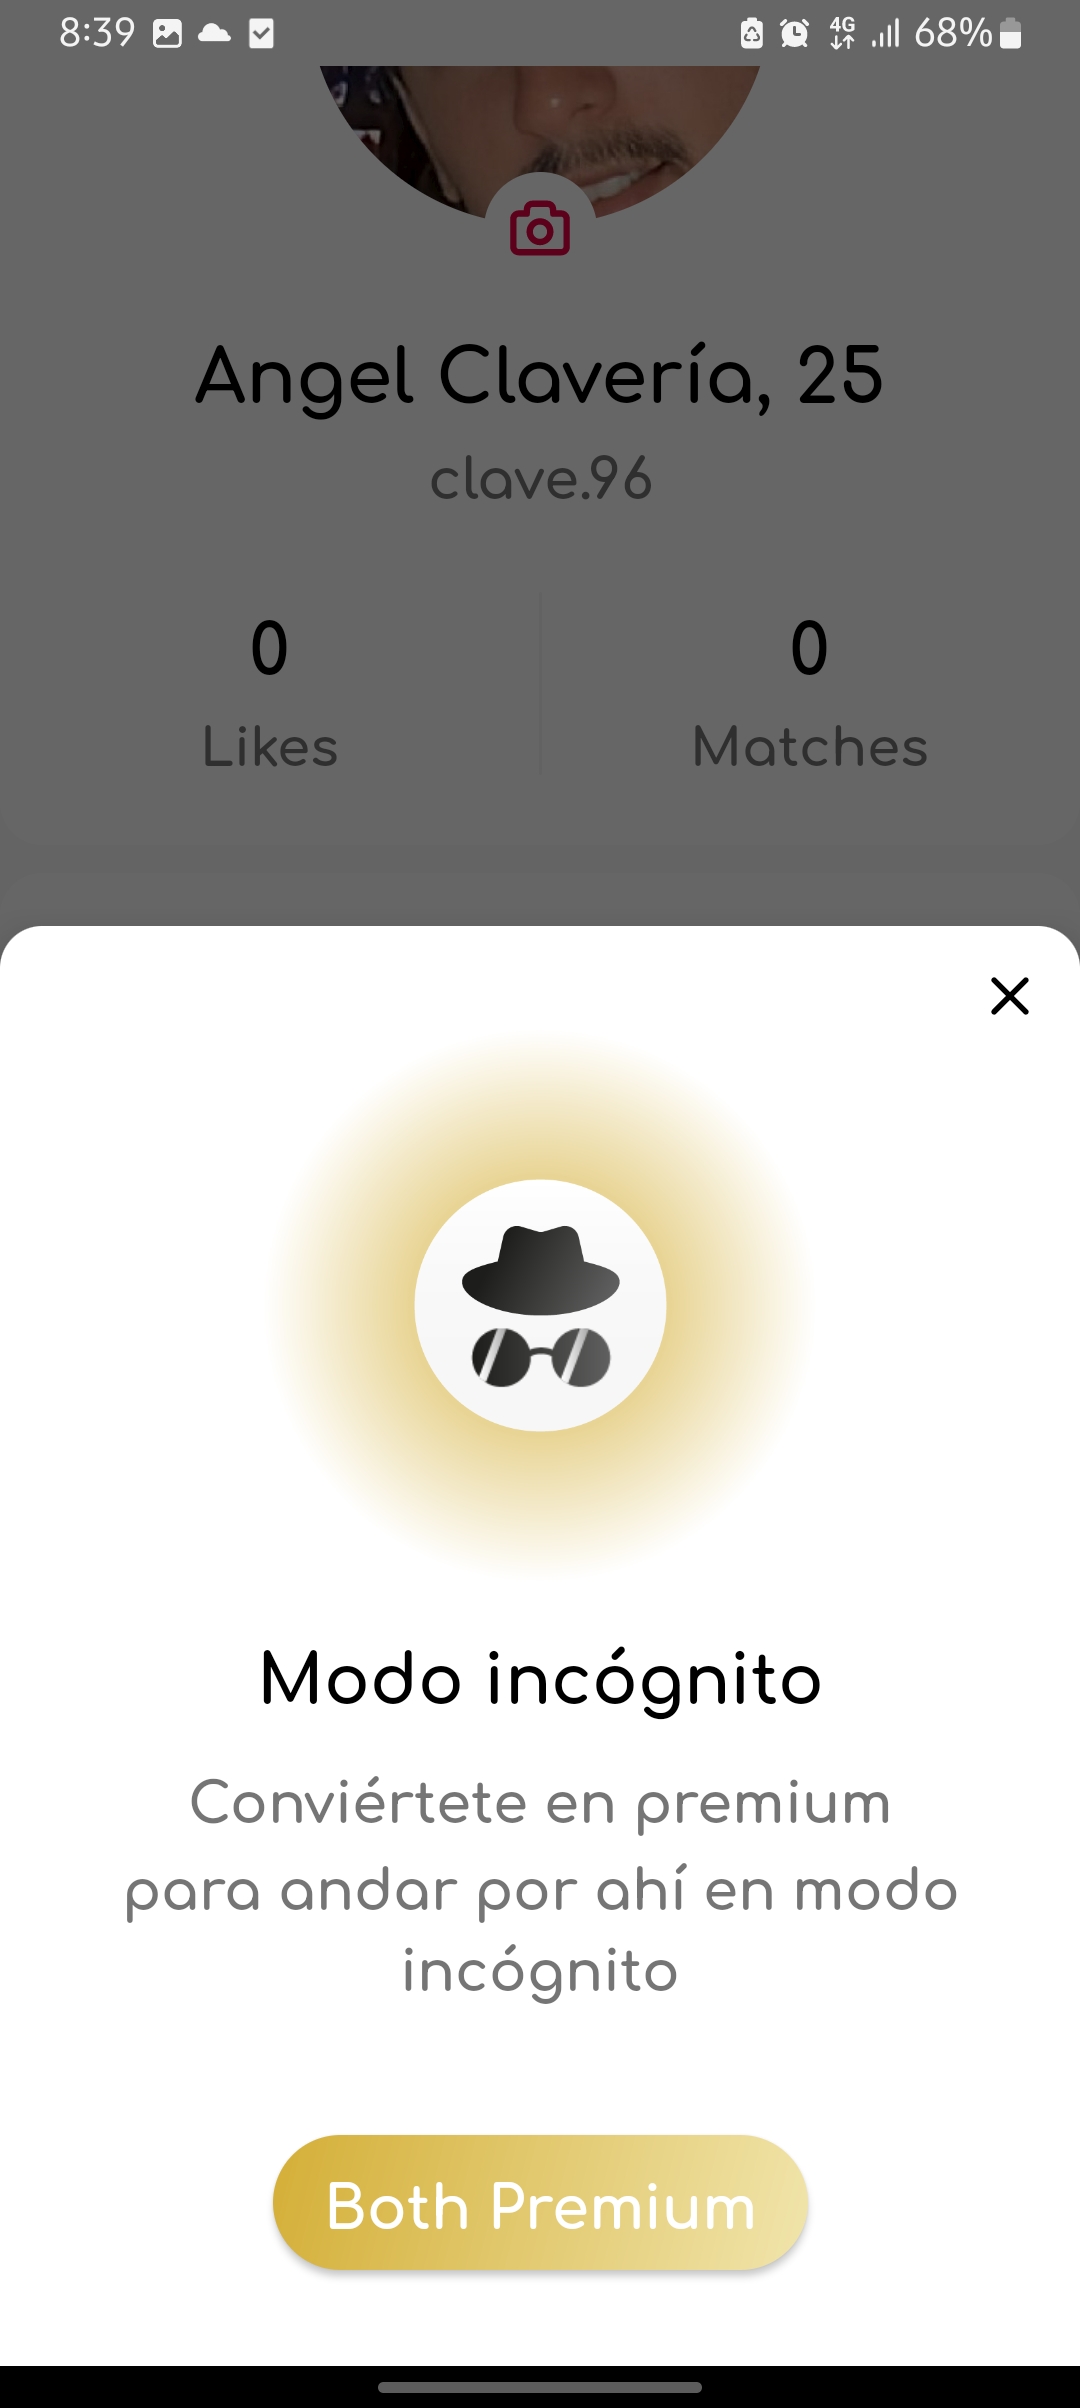 8:39 4G 68%
Angel Clavería, 25
clave.96
0 0
Likes Matches
Modo incógnito
Conviértete en premium
para andar por ahí en modo
incógnito
Both Premium